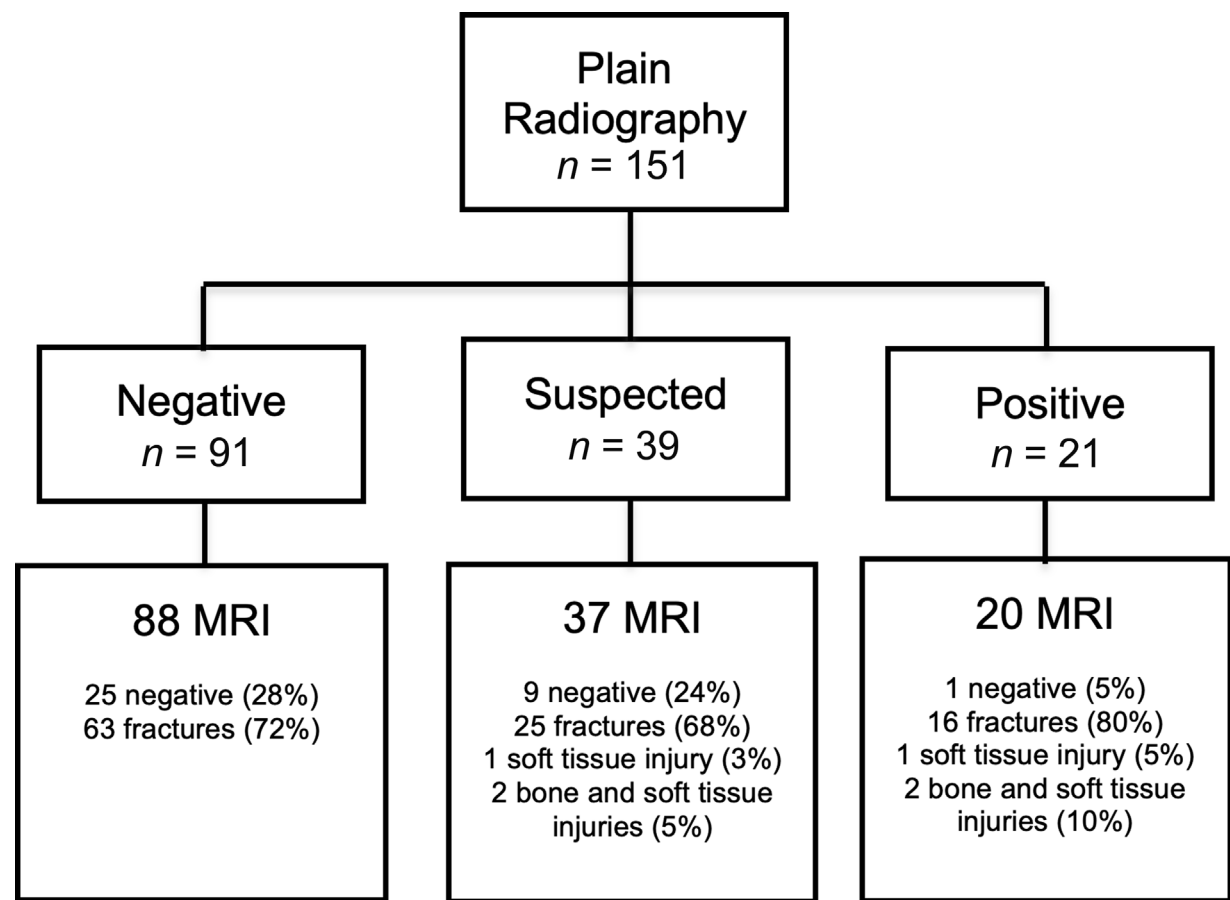 Plain
Radiography
n = 151
Negative
n = 91
Suspected
n = 39
Positive
n = 21
88 MRI
25 negative (28%)
63 fractures (72%)
37 MRI
9 negative (24%)
25 fractures (68%)
1 soft tissue injury (3%)
2 bone and soft tissue
injuries (5%)
20 MRI
1 negative (5%)
16 fractures (80%)
1 soft tissue injury (5%)
2 bone and soft tissue
injuries (10%)